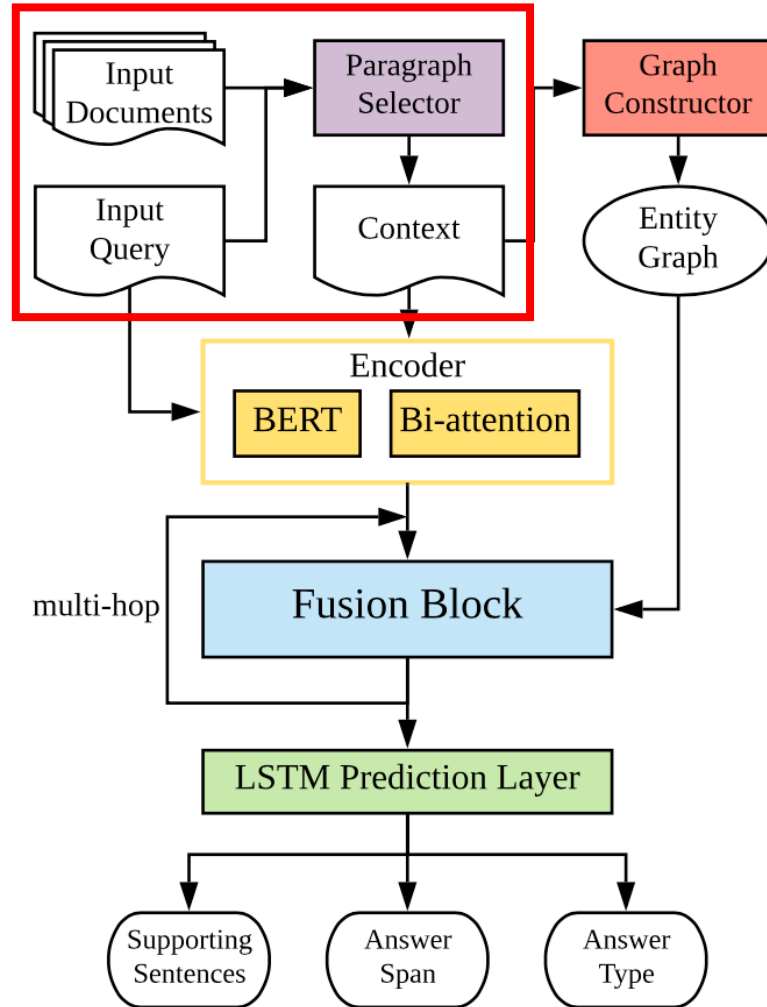 Input
Documents
Paragraph
Selector
Graph
Constructor
Input
Query
Context
Entity
Graph
Encoder
BERT
Bi-attention
multi-hop
Fusion Block
LSTM Prediction Layer
Supporting
Sentences
Answer
Span
Answer
Type